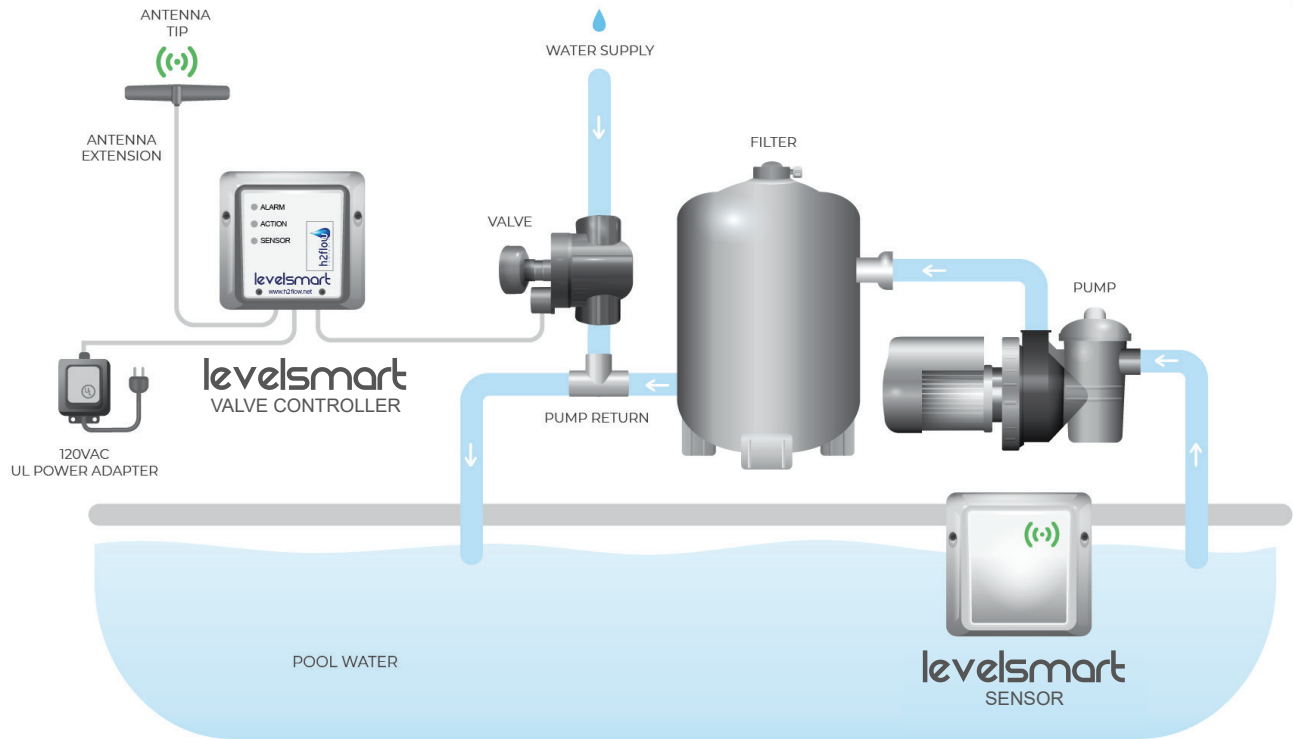 ANTENNA
TIP
WATER SUPPLY
ANTENNA
EXTENSION
FILTER
ALARM
ACTION
SENSOR
h2flow
levelsmart
www.h2flow.net
VALVE
PUMP
levelsmart
VALVE CONTROLLER
UL
PUMP RETURN
120VAC
UL POWER ADAPTER
POOL WATER
levelsmart
SENSOR